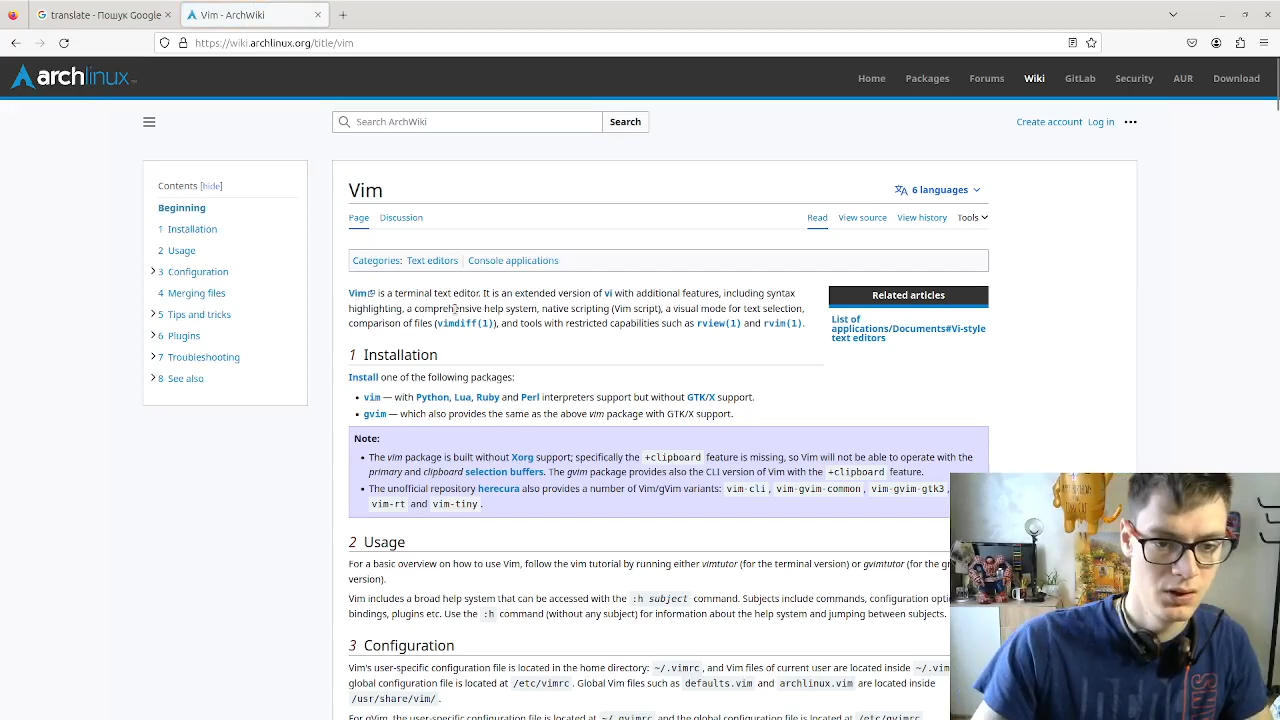 translate - Пошук Google
Vim - ArchWiki
https://wiki.archlinux.org/title/vim
archlinux
Home Packages Forums Wiki GitLab Security AUR Download
Search ArchWiki Search
Create account Log in
Contents [hide]
Beginning
1 Installation
2 Usage
3 Configuration
4 Merging files
5 Tips and tricks
6 Plugins
7 Troubleshooting
8 See also
Vim
6 languages
Page Discussion Read View source View history Tools
Categories: Text editors | Console applications
Vim is a terminal text editor. It is an extended version of vi with additional features, including syntax
highlighting, a comprehensive help system, native scripting (Vim script), a visual mode for text selection,
comparison of files (vimdiff(1)), and tools with restricted capabilities such as rview(1) and rvim(1).
Related articles
List of
applications/Documents#Vi-style
text editors
1 Installation
Install one of the following packages:
• vim — with Python, Lua, Ruby and Perl interpreters support but without GTK/X support.
• gvim — which also provides the same as the above vim package with GTK/X support.
Note:
• The vim package is built without Xorg support; specifically the +clipboard feature is missing, so Vim will not be able to operate with the
primary and clipboard selection buffers. The gvim package provides also the CLI version of Vim with the +clipboard feature.
• The unofficial repository herecura also provides a number of Vim/gVim variants: vim-cli, vim-gvim-common, vim-gvim-gtk3,
vim-rt and vim-tiny.
2 Usage
For a basic overview on how to use Vim, follow the vim tutorial by running either vimtutor (for the terminal version) or gvimtutor (for the gr
version).
Vim includes a broad help system that can be accessed with the :h subject command. Subjects include commands, configuration opti
bindings, plugins etc. Use the :h command (without any subject) for information about the help system and jumping between subjects.
3 Configuration
Vim's user-specific configuration file is located in the home directory: ~/.vimrc, and Vim files of current user are located inside ~/.vim
global configuration file is located at /etc/vimrc. Global Vim files such as defaults.vim and archlinux.vim are located inside
/usr/share/vim/.
For gVim, the user-specific configuration file is located at ~/.gvimrc and the global configuration file is located at /etc/gvimrc